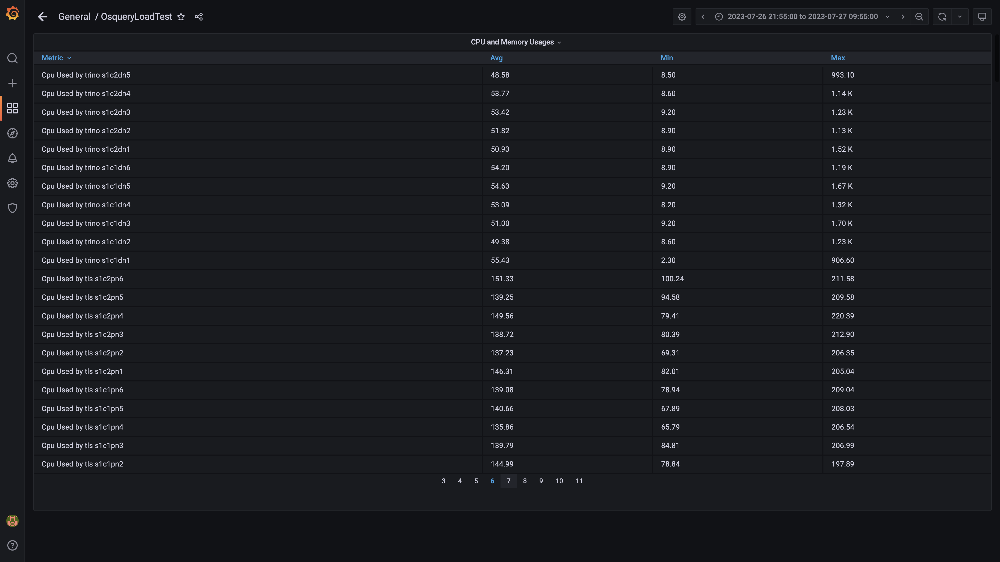 General / OsqueryLoadTest
2023-07-26 21:55:00 to 2023-07-27 09:55:00
CPU and Memory Usages
Metric Avg Min Max
Cpu Used by trino s1c2dn5 48.58 8.50 993.10
Cpu Used by trino s1c2dn4 53.77 8.60 1.14 K
Cpu Used by trino s1c2dn3 53.42 9.20 1.23 K
Cpu Used by trino s1c2dn2 51.82 8.90 1.13 K
Cpu Used by trino s1c2dn1 50.93 8.90 1.52 K
Cpu Used by trino s1c1dn6 54.20 8.90 1.19 K
Cpu Used by trino s1c1dn5 54.63 9.20 1.67 K
Cpu Used by trino s1c1dn4 53.09 8.20 1.32 K
Cpu Used by trino s1c1dn3 51.00 9.20 1.70 K
Cpu Used by trino s1c1dn2 49.38 8.60 1.23 K
Cpu Used by trino s1c1dn1 55.43 2.30 906.60
Cpu Used by tls s1c2pn6 151.33 100.24 211.58
Cpu Used by tls s1c2pn5 139.25 94.58 209.58
Cpu Used by tls s1c2pn4 149.56 79.41 220.39
Cpu Used by tls s1c2pn3 138.72 80.39 212.90
Cpu Used by tls s1c2pn2 137.23 69.31 206.35
Cpu Used by tls s1c2pn1 146.31 82.01 205.04
Cpu Used by tls s1c1pn6 139.08 78.94 209.04
Cpu Used by tls s1c1pn5 140.66 67.89 208.03
Cpu Used by tls s1c1pn4 135.86 65.79 206.54
Cpu Used by tls s1c1pn3 139.79 84.81 206.99
Cpu Used by tls s1c1pn2 144.99 78.84 197.89
3 4 5 6 7 8 9 10 11